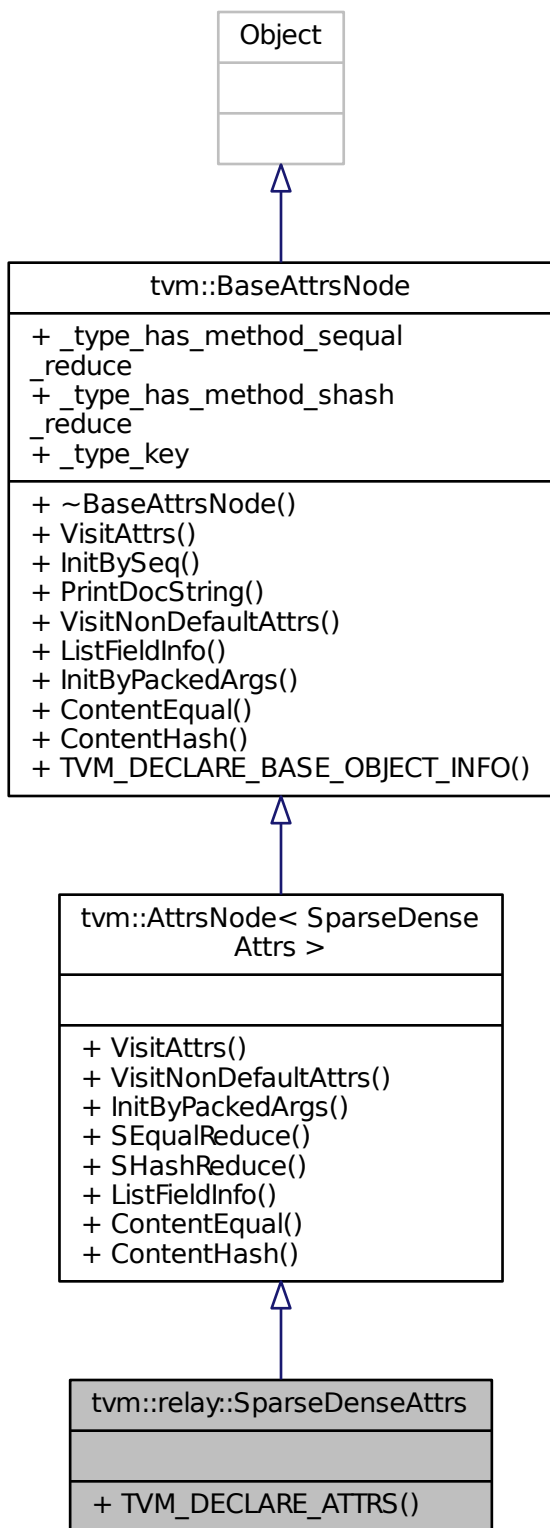 Object
tvm::BaseAttrsNode
+ _type_has_method_sequal
_reduce
+ _type_has_method_shash
_reduce
+ _type_key
+ ~BaseAttrsNode()
+ VisitAttrs()
+ InitBySeq()
+ PrintDocString()
+ VisitNonDefaultAttrs()
+ ListFieldInfo()
+ InitByPackedArgs()
+ ContentEqual()
+ ContentHash()
+ TVM_DECLARE_BASE_OBJECT_INFO()
tvm::AttrsNode< SparseDense
Attrs >
+ VisitAttrs()
+ VisitNonDefaultAttrs()
+ InitByPackedArgs()
+ SEqualReduce()
+ SHashReduce()
+ ListFieldInfo()
+ ContentEqual()
+ ContentHash()
tvm::relay::SparseDenseAttrs
+ TVM_DECLARE_ATTRS()